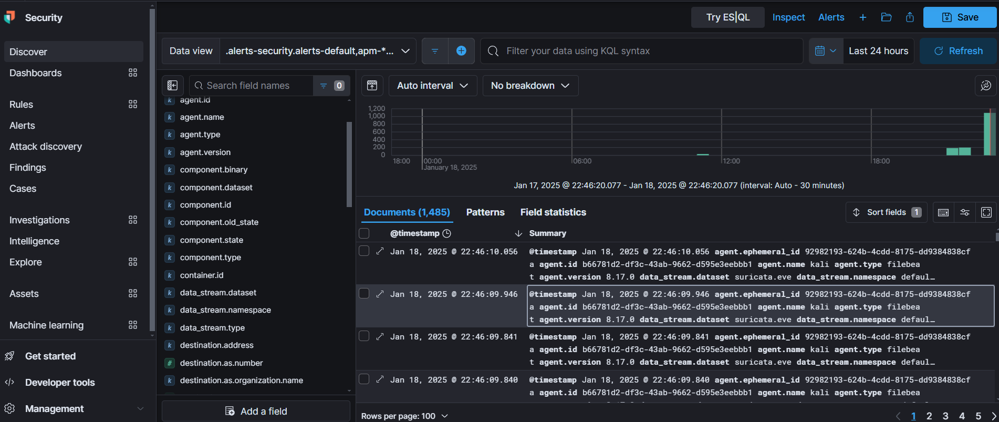 Security
Discover
Dashboards
Rules
Alerts
Attack discovery
Findings
Cases
Investigations
Intelligence
Explore
Assets
Machine learning
Get started
Developer tools
Management
Try ES|QL
Inspect
Alerts
Save
Data view
.alerts-security.alerts-default,apm-*...
Filter your data using KQL syntax
Last 24 hours
Refresh
Search field names
0
agent.id
k agent.name
k agent.type
k agent.version
k component.binary
k component.dataset
k component.id
k component.old_state
k component.state
k component.type
k container.id
k data_stream.dataset
k data_stream.namespace
k data_stream.type
k destination.address
# destination.as.number
k destination.as.organization.name
Add a field
Auto interval
No breakdown
1,200
1,000
800
600
400
200
0
18:00
00:00
January 18, 2025
06:00
12:00
18:00
Jan 17, 2025 @ 22:46:20.077 - Jan 18, 2025 @ 22:46:20.077 (interval: Auto - 30 minutes)
Documents (1,485)
Patterns
Field statistics
Sort fields 1
@timestamp
Summary
Jan 18, 2025 @ 22:46:10.056
@timestamp Jan 18, 2025 @ 22:46:10.056 agent.ephemeral_id 92982193-624b-4cdd-8175-dd9384838cf
a agent.id b66781d2-df3c-43ab-9662-d595e3eebbb1 agent.name kali agent.type filebea
t agent.version 8.17.0 data_stream.dataset suricata.eve data_stream.namespace defaul…
Jan 18, 2025 @ 22:46:09.946
@timestamp Jan 18, 2025 @ 22:46:09.946 agent.ephemeral_id 92982193-624b-4cdd-8175-dd9384838cf
a agent.id b66781d2-df3c-43ab-9662-d595e3eebbb1 agent.name kali agent.type filebea
t agent.version 8.17.0 data_stream.dataset suricata.eve data_stream.namespace defaul…
Jan 18, 2025 @ 22:46:09.841
@timestamp Jan 18, 2025 @ 22:46:09.841 agent.ephemeral_id 92982193-624b-4cdd-8175-dd9384838cf
a agent.id b66781d2-df3c-43ab-9662-d595e3eebbb1 agent.name kali agent.type filebea
t agent.version 8.17.0 data_stream.dataset suricata.eve data_stream.namespace defaul…
Jan 18, 2025 @ 22:46:09.840
@timestamp Jan 18, 2025 @ 22:46:09.840 agent.ephemeral_id 92982193-624b-4cdd-8175-dd9384838cf
a agent.id b66781d2-df3c-43ab-9662-d595e3eebbb1 agent.name kali agent.type filebea
Rows per page: 100
1 2 3 4 5